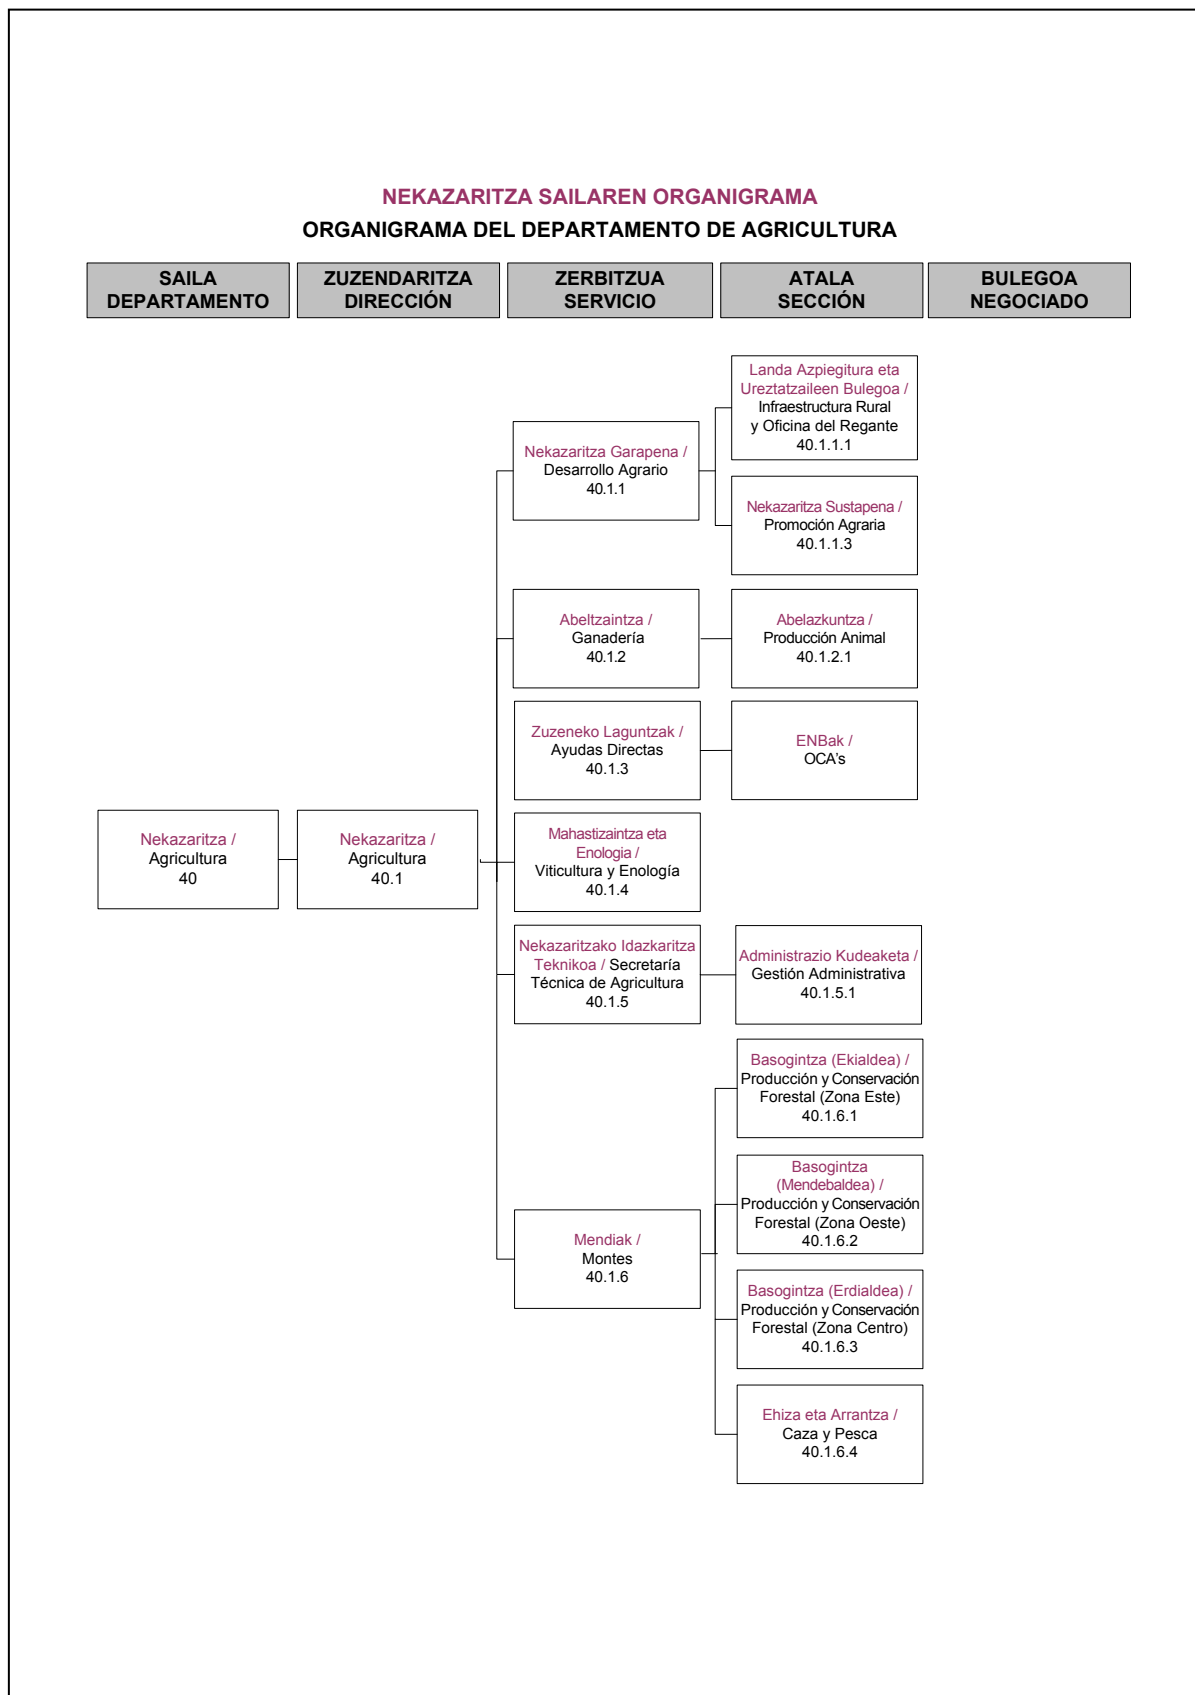 NEKAZARITZA SAILAREN ORGANIGRAMA
ORGANIGRAMA DEL DEPARTAMENTO DE AGRICULTURA
SAILA
DEPARTAMENTO
ZUZENDARITZA
DIRECCIÓN
ZERBITZUA
SERVICIO
ATALA
SECCIÓN
BULEGOA
NEGOCIADO
Nekazaritza /
Agricultura
40
Nekazaritza /
Agricultura
40.1
Nekazaritza Garapena /
Desarrollo Agrario
40.1.1
Landa Azpiegitura eta
Ureztatzaileen Bulegoa /
Infraestructura Rural
y Oficina del Regante
40.1.1.1
Nekazaritza Sustapena /
Promoción Agraria
40.1.1.3
Abeltzaintza /
Ganadería
40.1.2
Abelazkuntza /
Producción Animal
40.1.2.1
Zuzeneko Laguntzak /
Ayudas Directas
40.1.3
ENBak /
OCA's
Mahastizaintza eta
Enologia /
Viticultura y Enología
40.1.4
Nekazaritzako Idazkaritza
Teknikoa / Secretaría
Técnica de Agricultura
40.1.5
Administrazio Kudeaketa /
Gestión Administrativa
40.1.5.1
Mendiak /
Montes
40.1.6
Basogintza (Ekialdea) /
Producción y Conservación
Forestal (Zona Este)
40.1.6.1
Basogintza
(Mendebaldea) /
Producción y Conservación
Forestal (Zona Oeste)
40.1.6.2
Basogintza (Erdialdea) /
Producción y Conservación
Forestal (Zona Centro)
40.1.6.3
Ehiza eta Arrantza /
Caza y Pesca
40.1.6.4